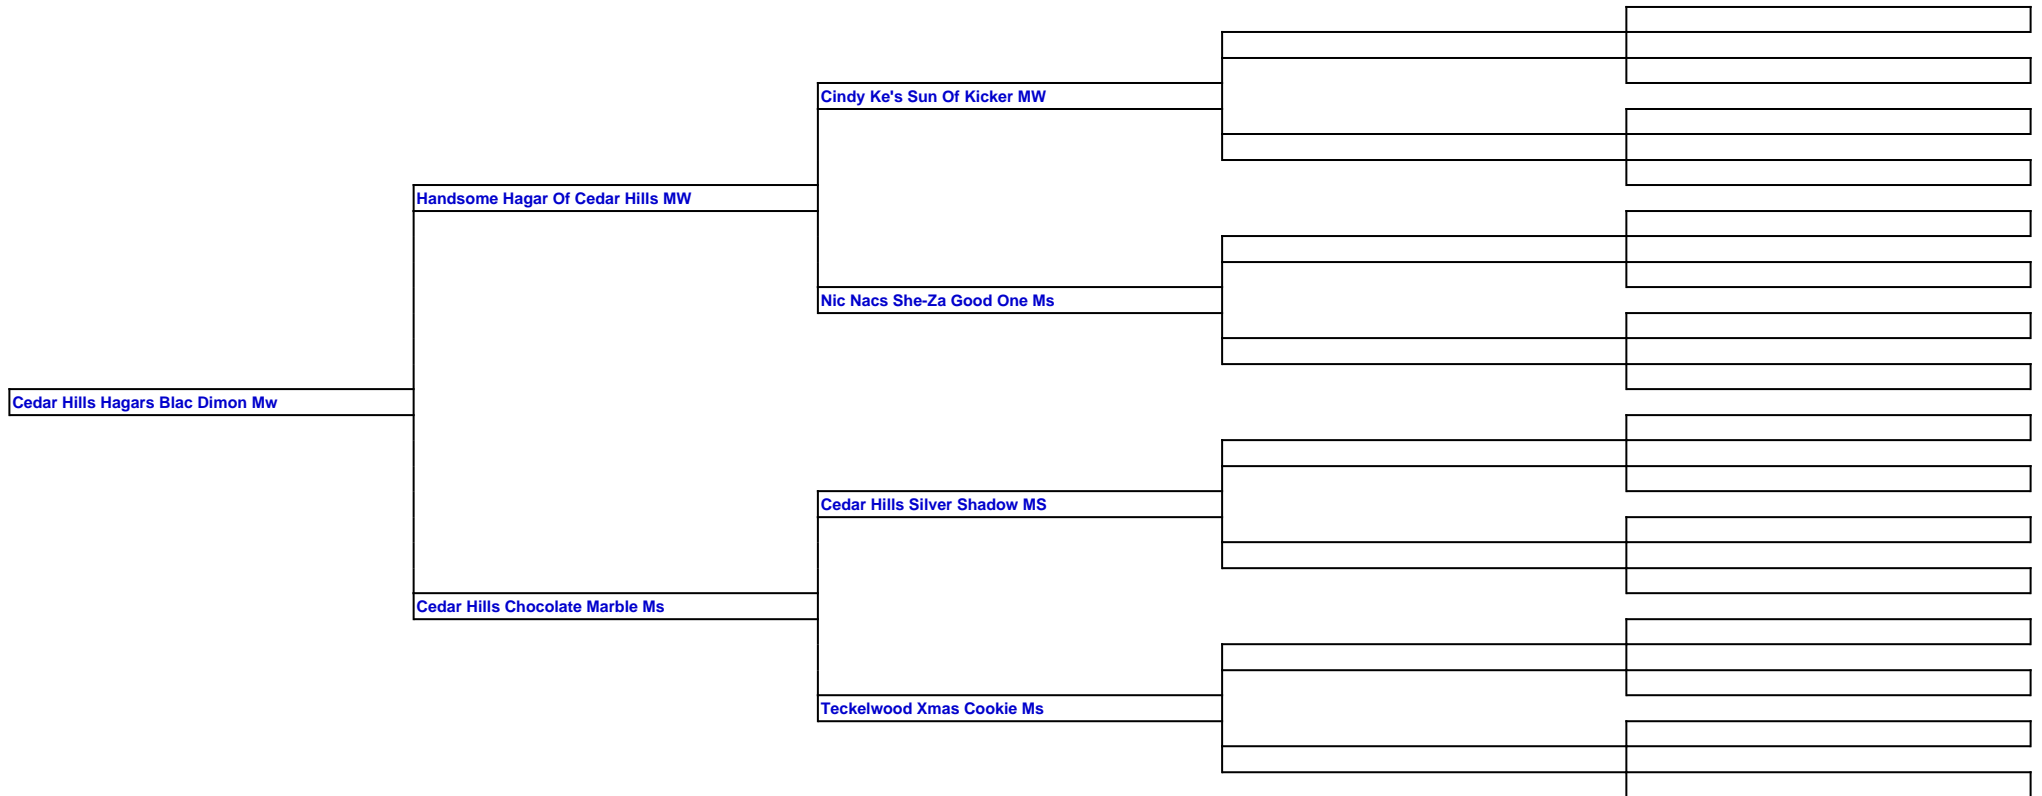 Cindy Ke's Sun Of Kicker MW
Handsome Hagar Of Cedar Hills MW
Nic Nacs She-Za Good One Ms
Cedar Hills Hagars Blac Dimon Mw
Cedar Hills Silver Shadow MS
Cedar Hills Chocolate Marble Ms
Teckelwood Xmas Cookie Ms